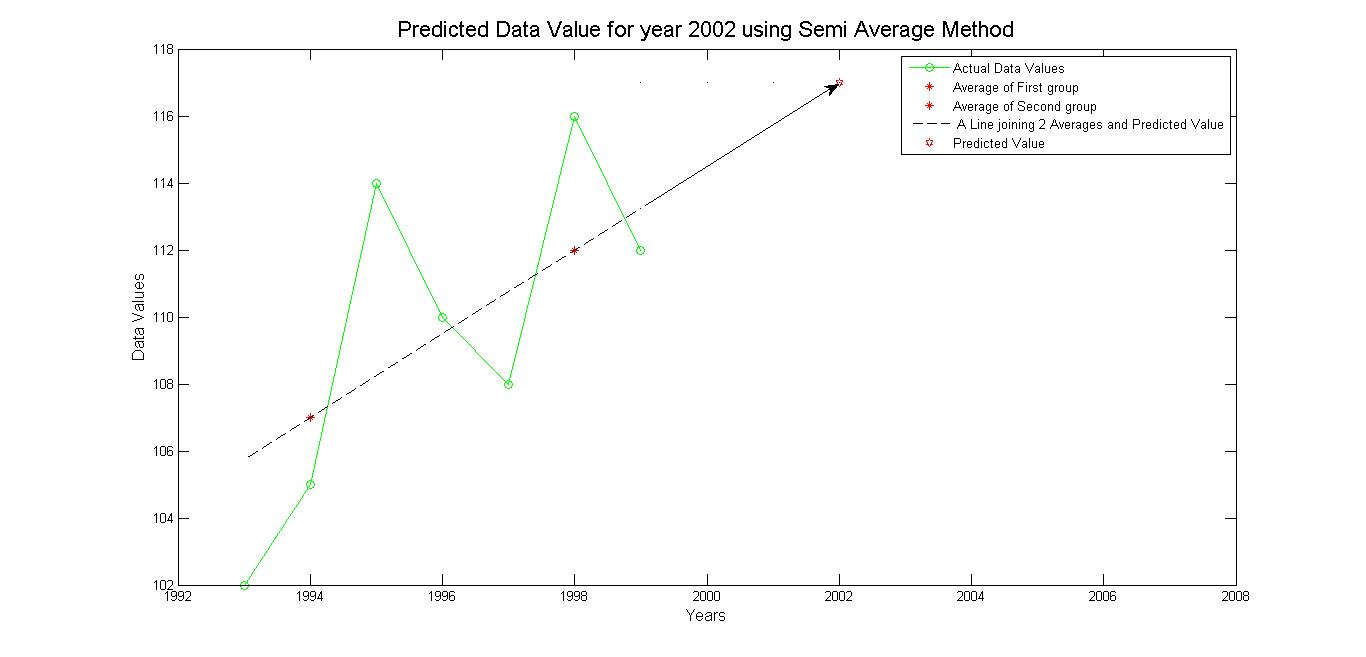 Predicted Data Value for year 2002 using Semi Average Method
118
116
114
112
110
108
106
104
102
Data Values
Actual Data Values
Average of First group
Average of Second group
A Line joining 2 Averages and Predicted Value
Predicted Value
1992 1994 1996 1998 2000 2002 2004 2006 2008
Years